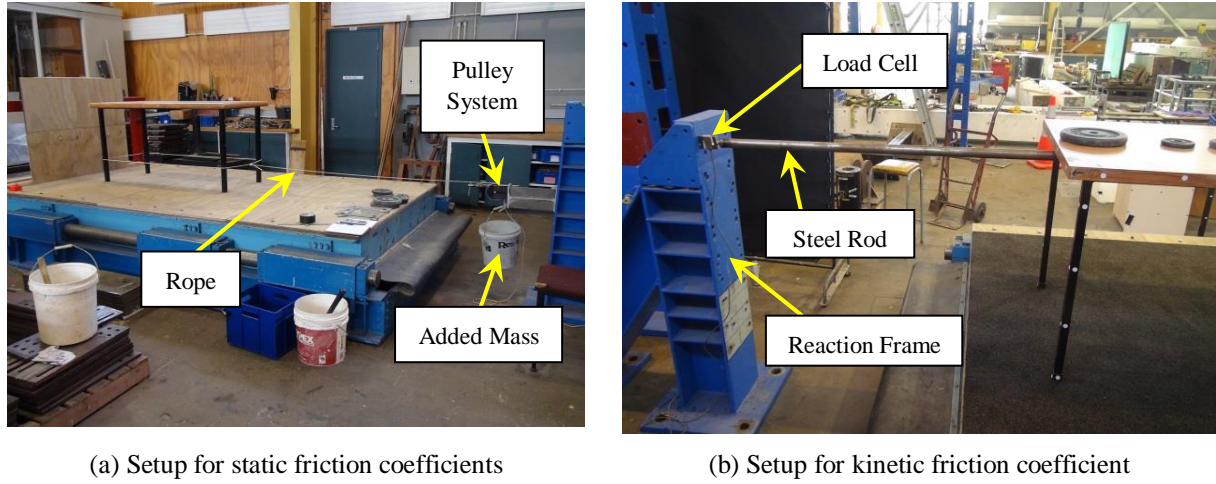 Pulley
System
Rope
Added Mass
Load Cell
Steel Rod
Reaction Frame
(a) Setup for static friction coefficients
(b) Setup for kinetic friction coefficient